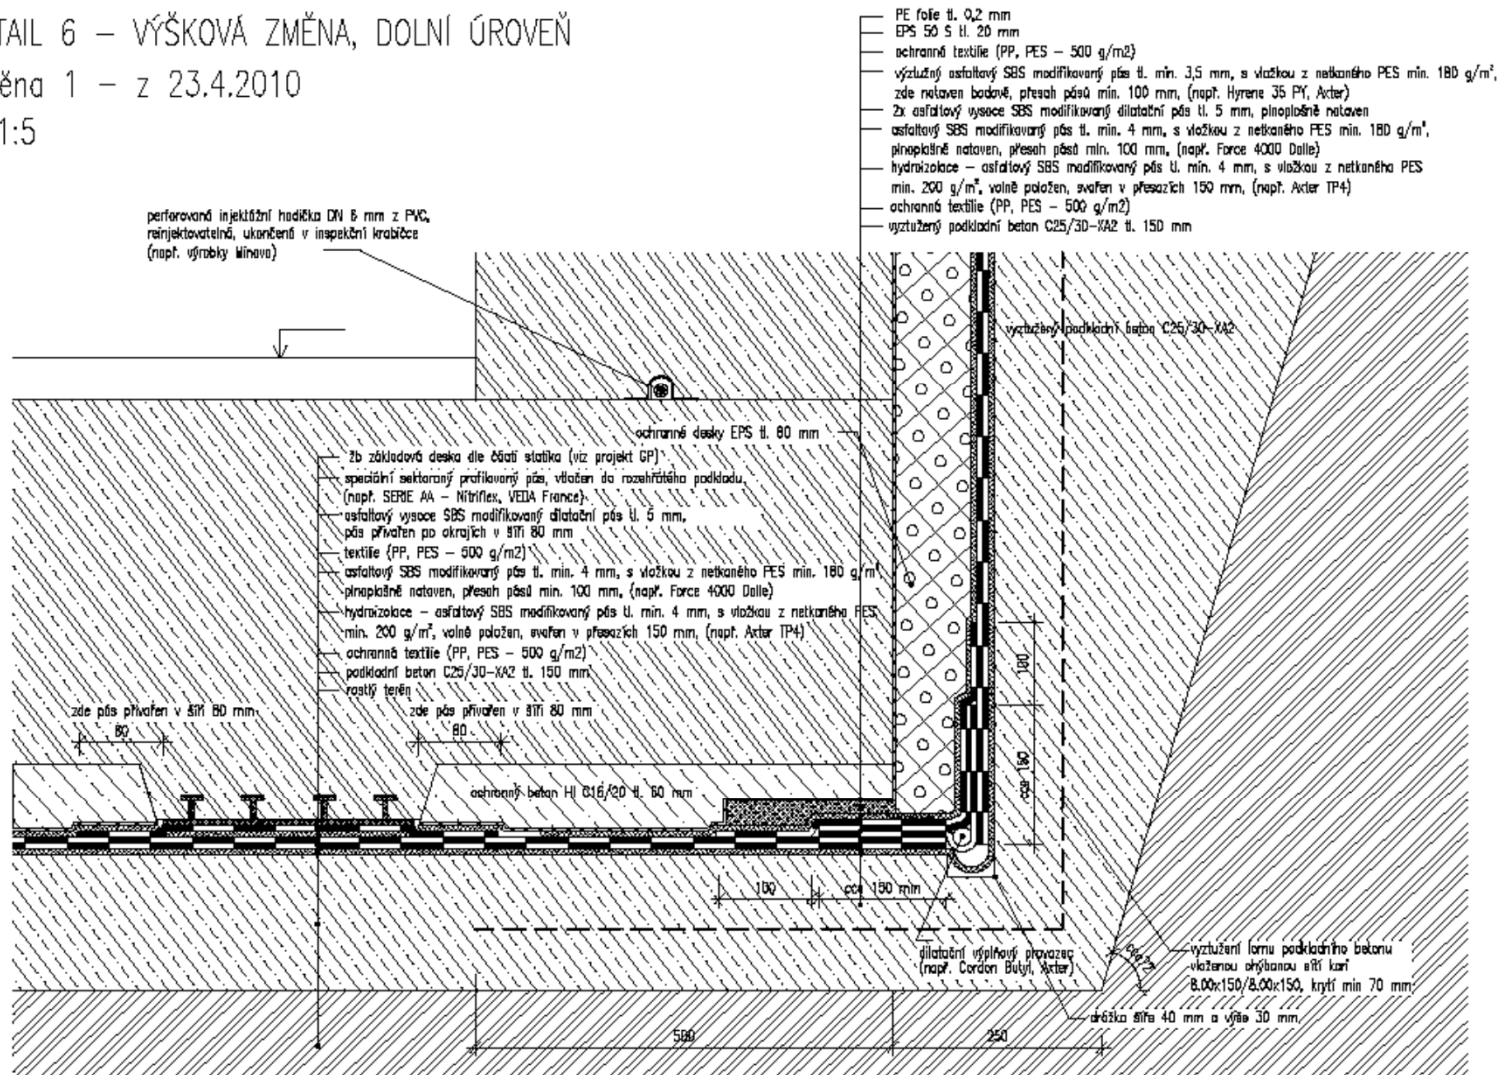 TAIL 6 – VÝŠKOVÁ ZMĚNA, DOLNÍ ÚROVEŇ
ěna 1 – z 23.4.2010
1:5
PE folie tl. 0,2 mm
EPS 50 S tl. 20 mm
ochranná textilie (PP, PES – 500 g/m2)
výztužný asfaltový SBS modifikovaný pás tl. min. 3,5 mm, s vložkou z netkaného PES min. 180 g/m²,
zde nataven bodově, přesah pásů min. 100 mm, (např. Hyrene 35 PY, Axter)
2x asfaltový vysoce SBS modifikovaný dilatační pás tl. 5 mm, plnoplošně nataven
asfaltový SBS modifikovaný pás tl. min. 4 mm, s vložkou z netkaného PES min. 180 g/m²,
plnoplošně nataven, přesah pásů min. 100 mm, (např. Force 4000 Dalle)
hydroizolace – asfaltový SBS modifikovaný pás tl. min. 4 mm, s vložkou z netkaného PES
min. 200 g/m², volně položen, svařen v přesazích 150 mm, (např. Axter TP4)
ochranná textilie (PP, PES – 500 g/m2)
vyztužený podkladní beton C25/30-XA2 tl. 150 mm
perforovaná injektážní hadička DN 6 mm z PVC,
reinjektovatelná, ukončená v inspekční krabičce
(např. výrobky Minova)
vyztužený podkladní beton C25/30-XA2
ochranné desky EPS tl. 80 mm
žb základová deska dle části statika (viz projekt GP)
speciální sektoraný profilovaný pás, vtlačen do rozehřátého podkladu,
(např. SERIE AA – Nitriflex, VEDA France)
asfaltový vysoce SBS modifikovaný dilatační pás tl. 5 mm,
pás přivařen po okrajích v šíři 80 mm
textilie (PP, PES – 500 g/m2)
asfaltový SBS modifikovaný pás tl. min. 4 mm, s vložkou z netkaného PES min. 180 g/m²
plnoplošně nataven, přesah pásů min. 100 mm, (např. Force 4000 Dalle)
hydroizolace – asfaltový SBS modifikovaný pás tl. min. 4 mm, s vložkou z netkaného PES
min. 200 g/m², volně položen, svařen v přesazích 150 mm, (např. Axter TP4)
ochranná textilie (PP, PES – 500 g/m2)
podkladní beton C25/30-XA2 tl. 150 mm
rostlý terén
100
zde pás přivařen v šíři 80 mm
zde pás přivařen v šíři 80 mm
80
80
cca 150
ochranný beton HI C16/20 tl. 60 mm
100
cca 150 min
dilatační výplňový provazec
(např. Cordon Butyl, Axter)
vyztužení lomu podkladního betonu
vloženou ohýbanou sítí kari
8.00x150/8.00x150, krytí min 70 mm
drážka šíře 40 mm a výše 30 mm
500
250